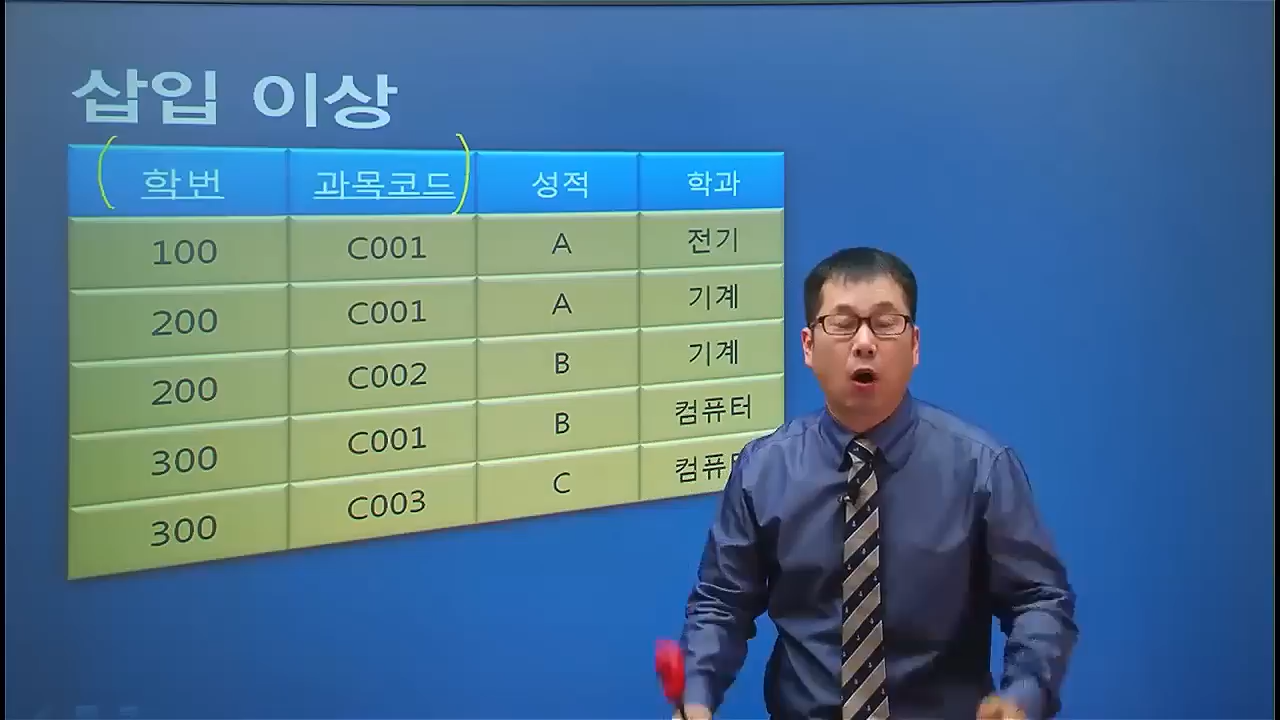 삽입 이상
학번 과목코드 성적 학과
100 C001 A 전기
200 C001 A 기계
200 C002 B 기계
300 C001 B 컴퓨터
300 C003 C